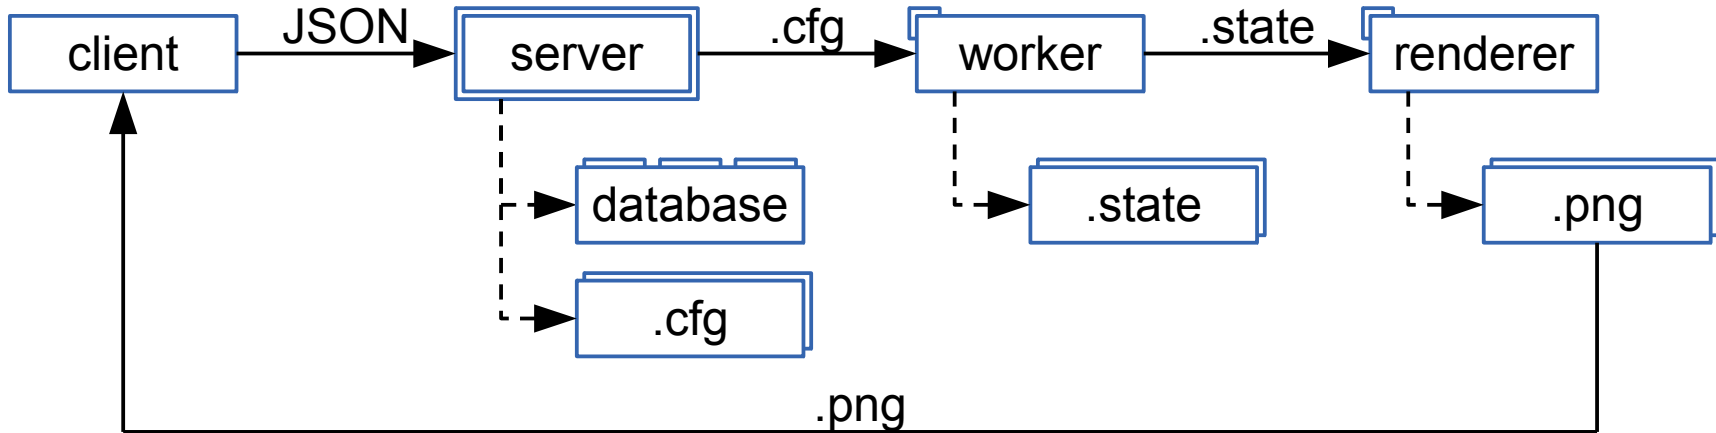 JSON
.cfg
.state
client
server
worker
renderer
database
.state
.png
.cfg
.png